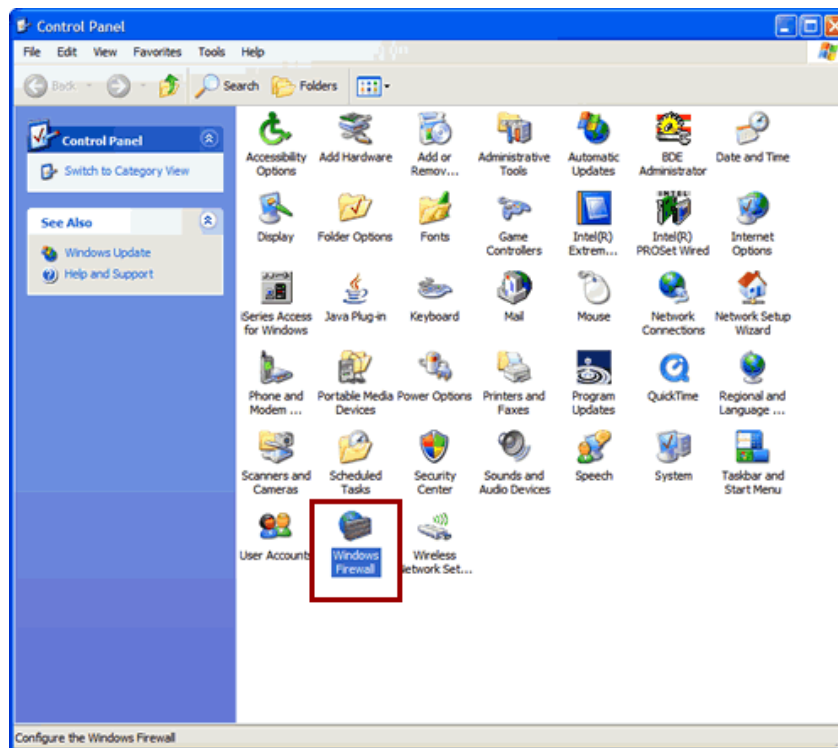 Control Panel
File Edit View Favorites Tools Help
Back Search Folders
Control Panel
Switch to Category View
See Also
Windows Update
Help and Support
Accessibility Options
Add Hardware
Add or Remov...
Administrative Tools
Automatic Updates
BDE Administrator
Date and Time
Display
Folder Options
Fonts
Game Controllers
Intel(R) Extrem...
Intel(R) PROSet Wired
Internet Options
iSeries Access for Windows
Java Plug-in
Keyboard
Mail
Mouse
Network Connections
Network Setup Wizard
Phone and Modem ...
Portable Media Devices
Power Options
Printers and Faxes
Program Updates
QuickTime
Regional and Language ...
Scanners and Cameras
Scheduled Tasks
Security Center
Sounds and Audio Devices
Speech
System
Taskbar and Start Menu
User Accounts
Windows Firewall
Wireless Network Set...
Configure the Windows Firewall